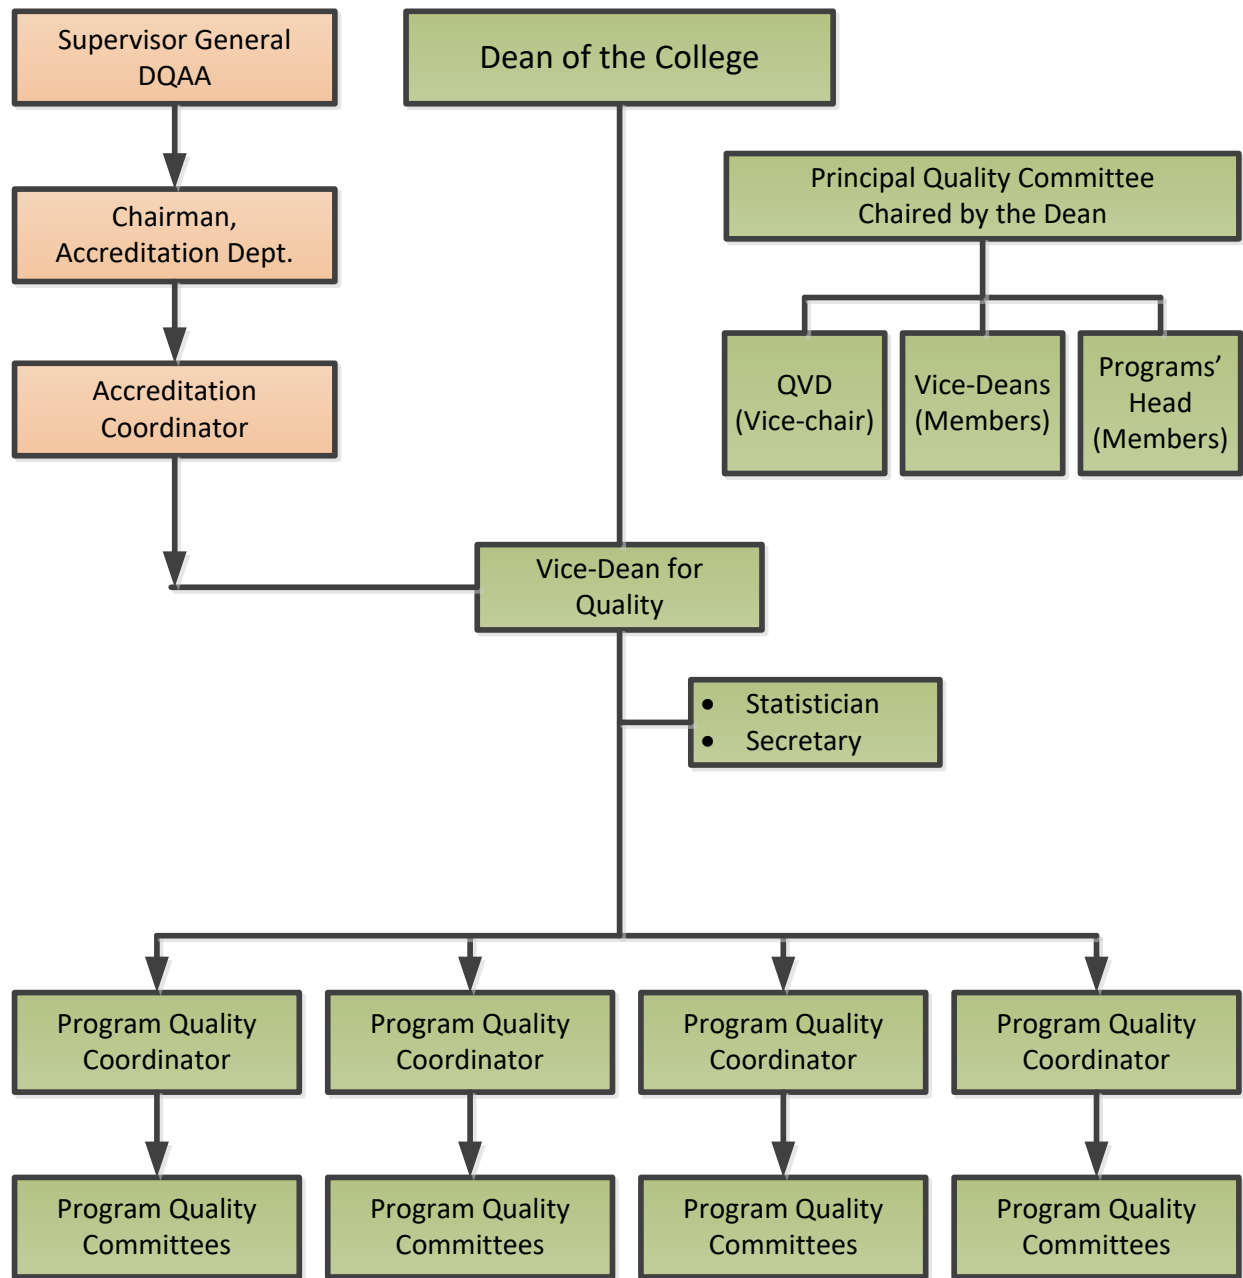 Supervisor General
DQAA
Dean of the College
Principal Quality Committee
Chaired by the Dean
Chairman,
Accreditation Dept.
Accreditation
Coordinator
QVD
(Vice-chair)
Vice-Deans
(Members)
Programs’
Head
(Members)
Vice-Dean for
Quality
• Statistician
• Secretary
Program Quality
Coordinator
Program Quality
Coordinator
Program Quality
Coordinator
Program Quality
Coordinator
Program Quality
Committees
Program Quality
Committees
Program Quality
Committees
Program Quality
Committees